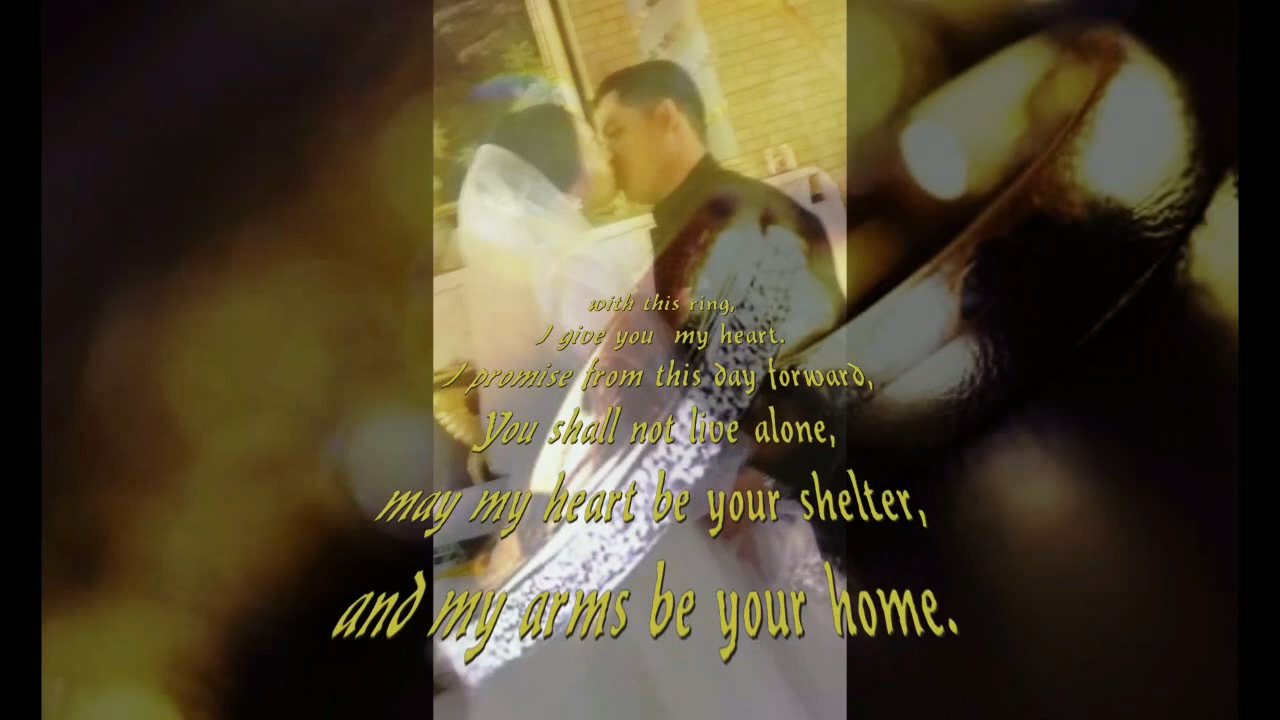 with this ring,
I give you my heart.
I promise from this day forward,
You shall not live alone,
may my heart be your shelter,
and my arms be your home.